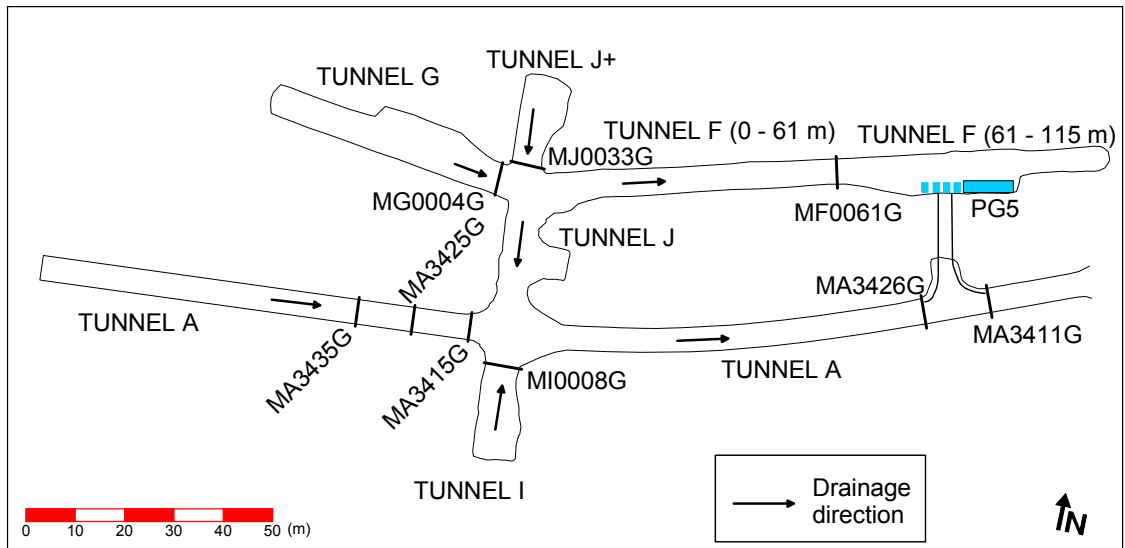 TUNNEL J+
TUNNEL G
TUNNEL F (0 - 61 m)
TUNNEL F (61 - 115 m)
MJ0033G
MG0004G
MF0061G
PG5
MA3425G
TUNNEL J
MA3426G
TUNNEL A
MA3435G
MA3415G
MI0008G
TUNNEL A
MA3411G
TUNNEL I
Drainage
direction
0 10 20 30 40 50 (m)
N